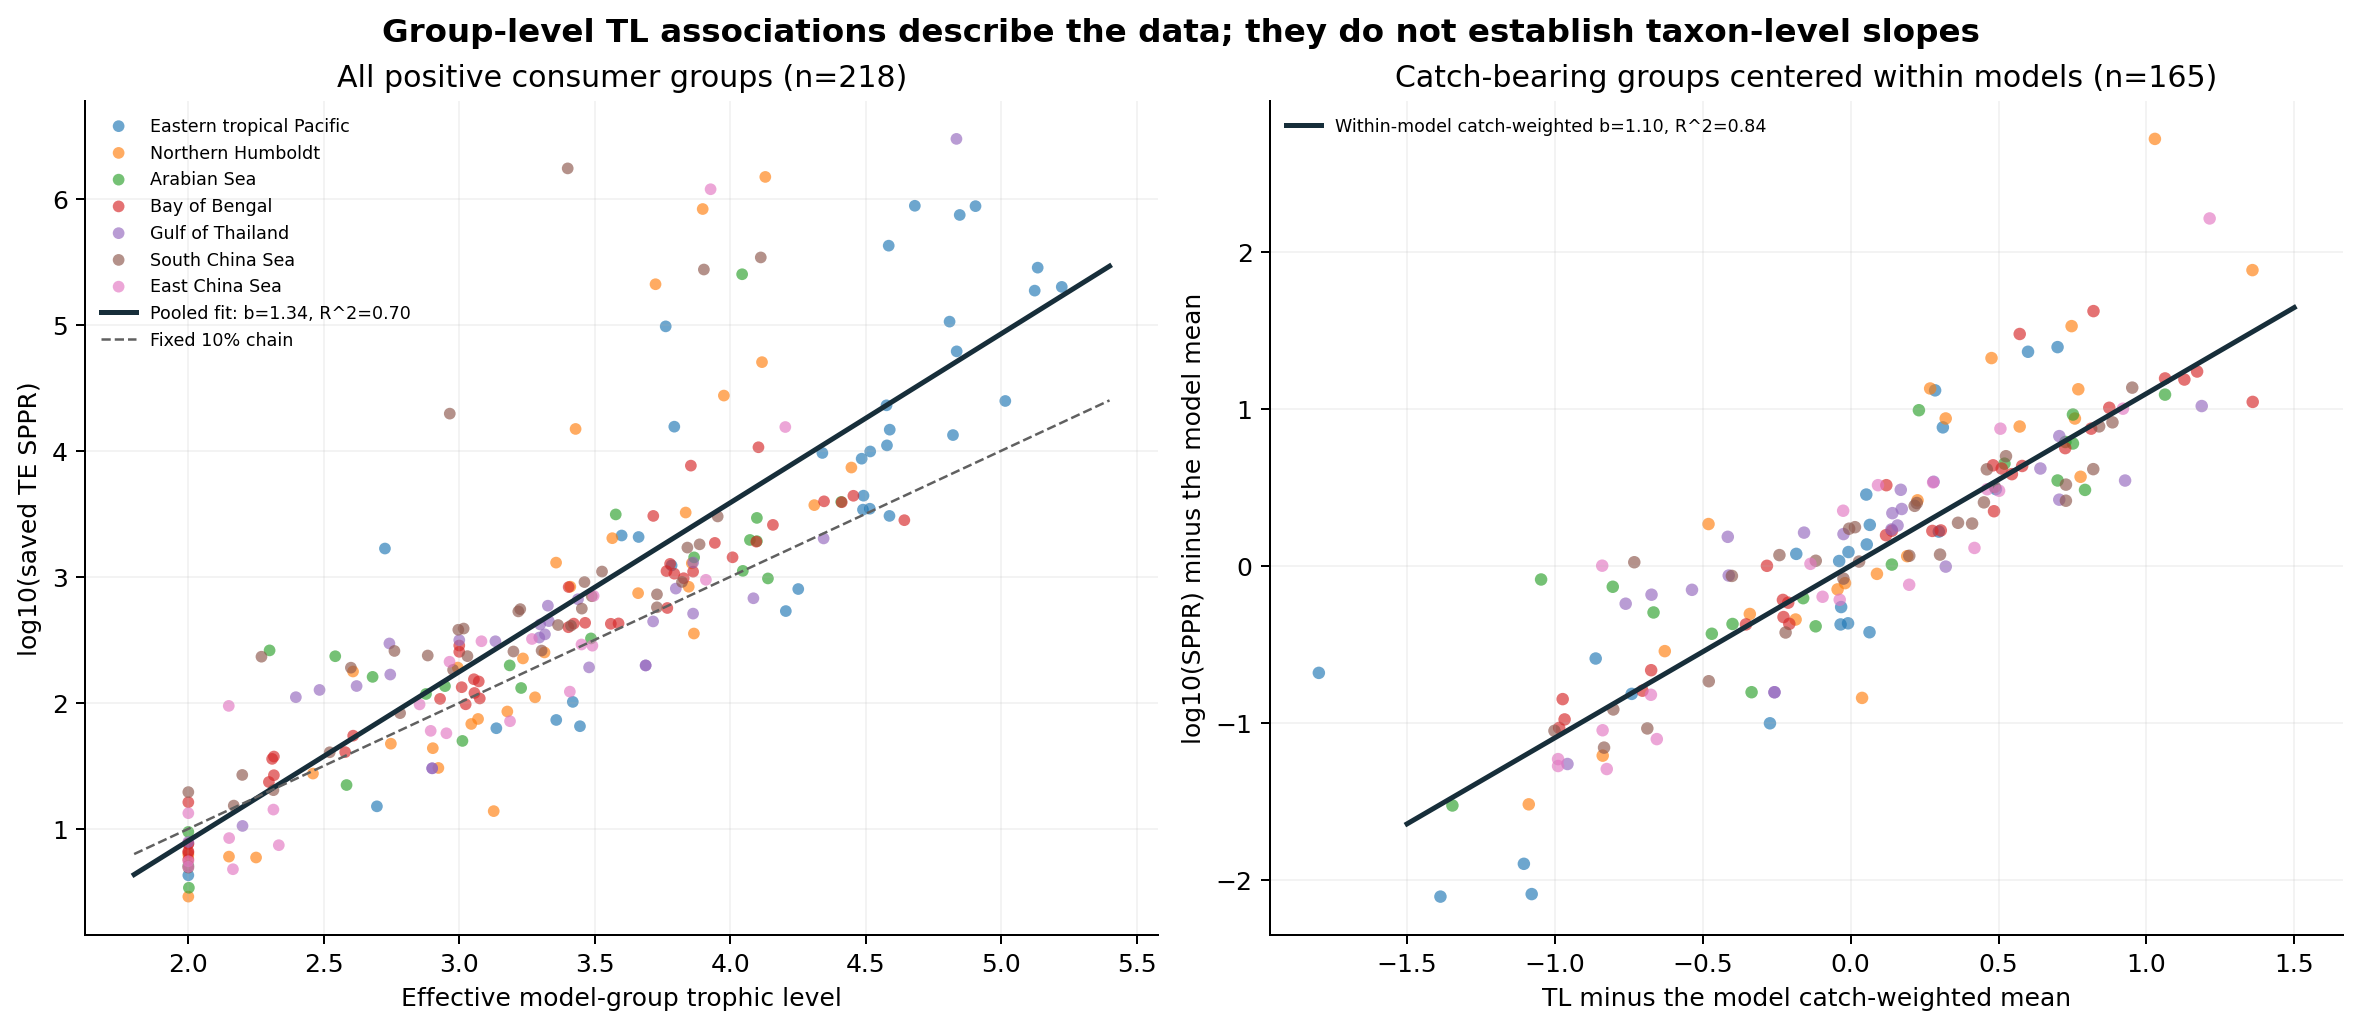 Group-level TL associations describe the data; they do not establish taxon-level slopes
All positive consumer groups (n=218)
Eastern tropical Pacific
Northern Humboldt
Arabian Sea
Bay of Bengal
Gulf of Thailand
South China Sea
East China Sea
Pooled fit: b=1.34, R^2=0.70
Fixed 10% chain
log10(saved TE SPPR)
6
5
4
3
2
1
2.0 2.5 3.0 3.5 4.0 4.5 5.0 5.5
Effective model-group trophic level
Catch-bearing groups centered within models (n=165)
Within-model catch-weighted b=1.10, R^2=0.84
log10(SPPR) minus the model mean
2
1
0
−1
−2
−1.5 −1.0 −0.5 0.0 0.5 1.0 1.5
TL minus the model catch-weighted mean